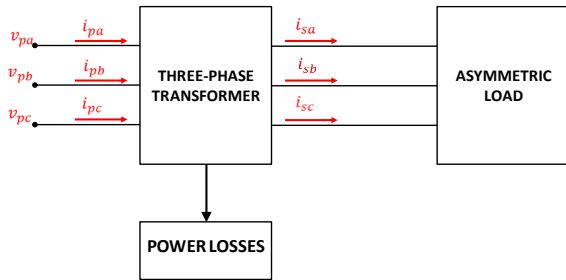 i_pa
i_sa
v_pa
i_pb
i_sb
v_pb
THREE-PHASE
TRANSFORMER
ASYMMETRIC
LOAD
i_pc
i_sc
v_pc
POWER LOSSES